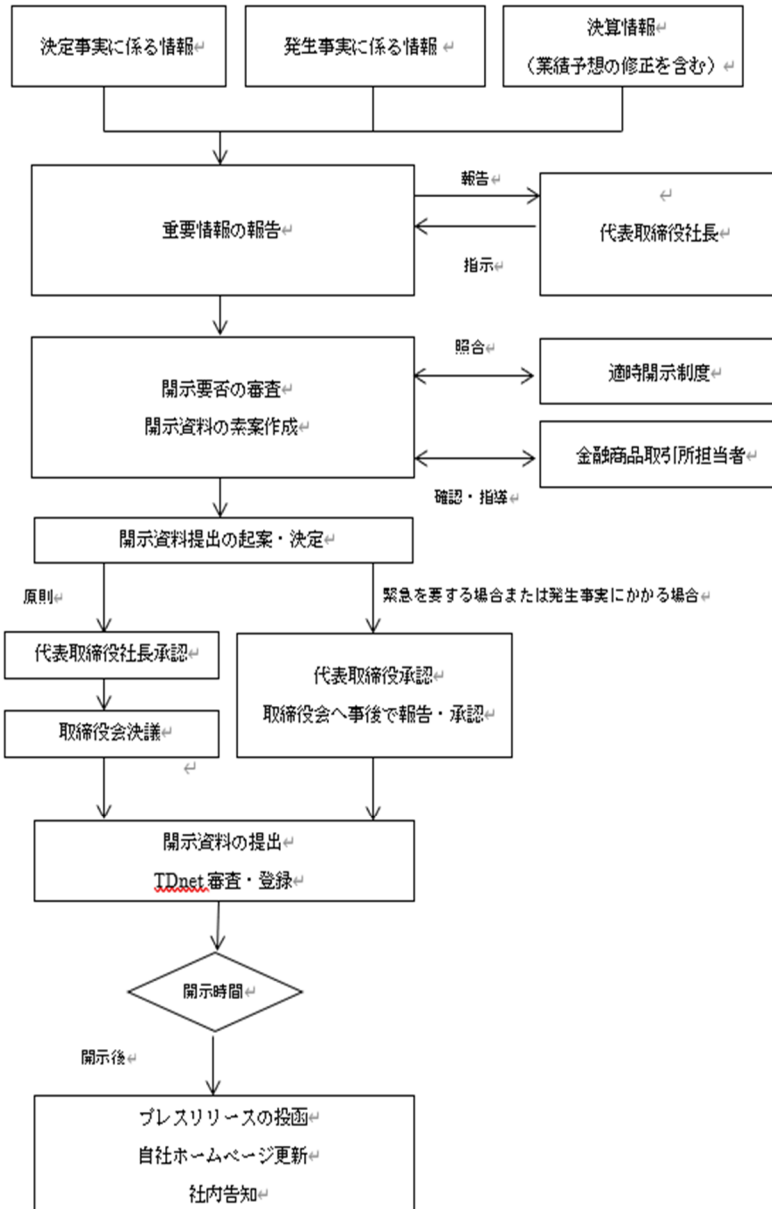 決定事実に係る情報
発生事実に係る情報
決算情報
（業績予想の修正を含む）
重要情報の報告
報告
代表取締役社長
指示
開示要否の審査
開示資料の素案作成
照合
適時開示制度
金融商品取引所担当者
確認・指導
開示資料提出の起案・決定
原則
緊急を要する場合または発生事実にかかる場合
代表取締役社長承認
取締役会決議
代表取締役承認
取締役会へ事後で報告・承認
開示資料の提出
TDnet 審査・登録
開示時間
開示後
プレスリリースの投函
自社ホームページ更新
社内告知